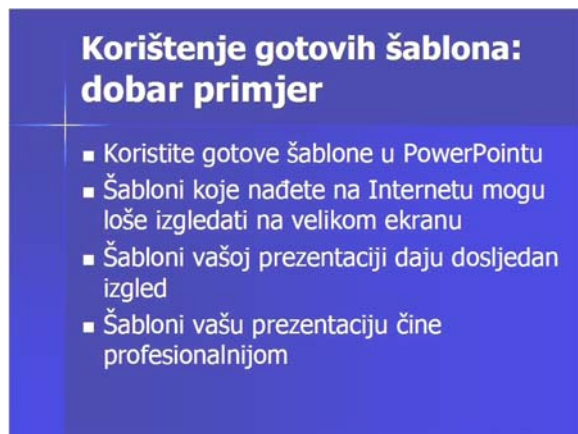 Korištenje gotovih šablona:
dobar primjer
Koristite gotove šablone u PowerPointu
Šabloni koje nađete na Internetu mogu
loše izgledati na velikom ekranu
Šabloni vašoj prezentaciji daju dosljedan
izgled
Šabloni vašu prezentaciju čine
profesionalnijom